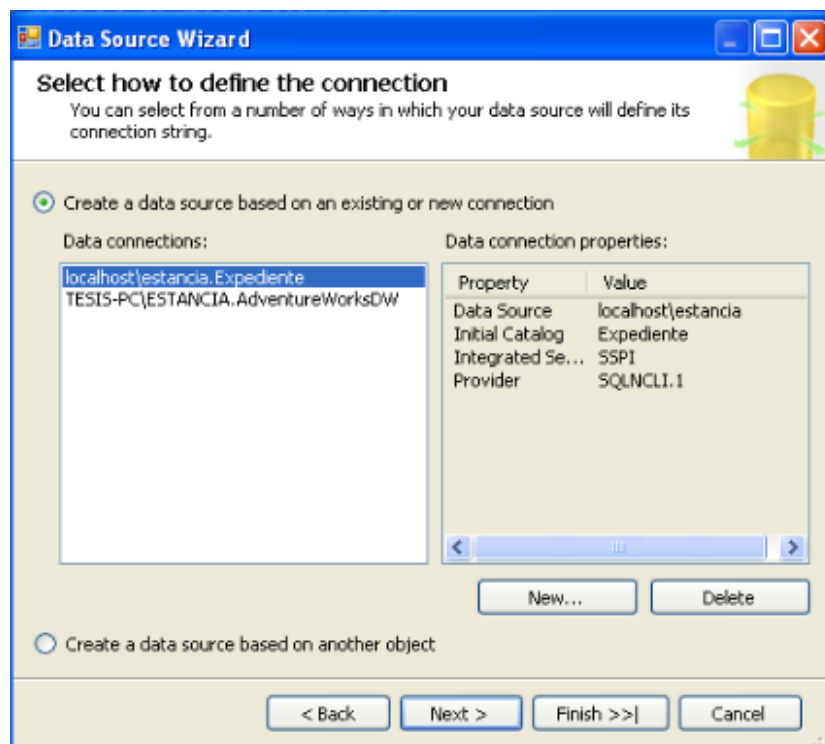 Data Source Wizard
Select how to define the connection
You can select from a number of ways in which your data source will define its
connection string.
Create a data source based on an existing or new connection
Data connections:
localhost\estancia.Expediente
TESIS-PC\ESTANCIA.AdventureWorksDW
Data connection properties:
Property Value
Data Source localhost\estancia
Initial Catalog Expediente
Integrated Se... SSPI
Provider SQLNCLI.1
New... Delete
Create a data source based on another object
< Back Next > Finish >>| Cancel